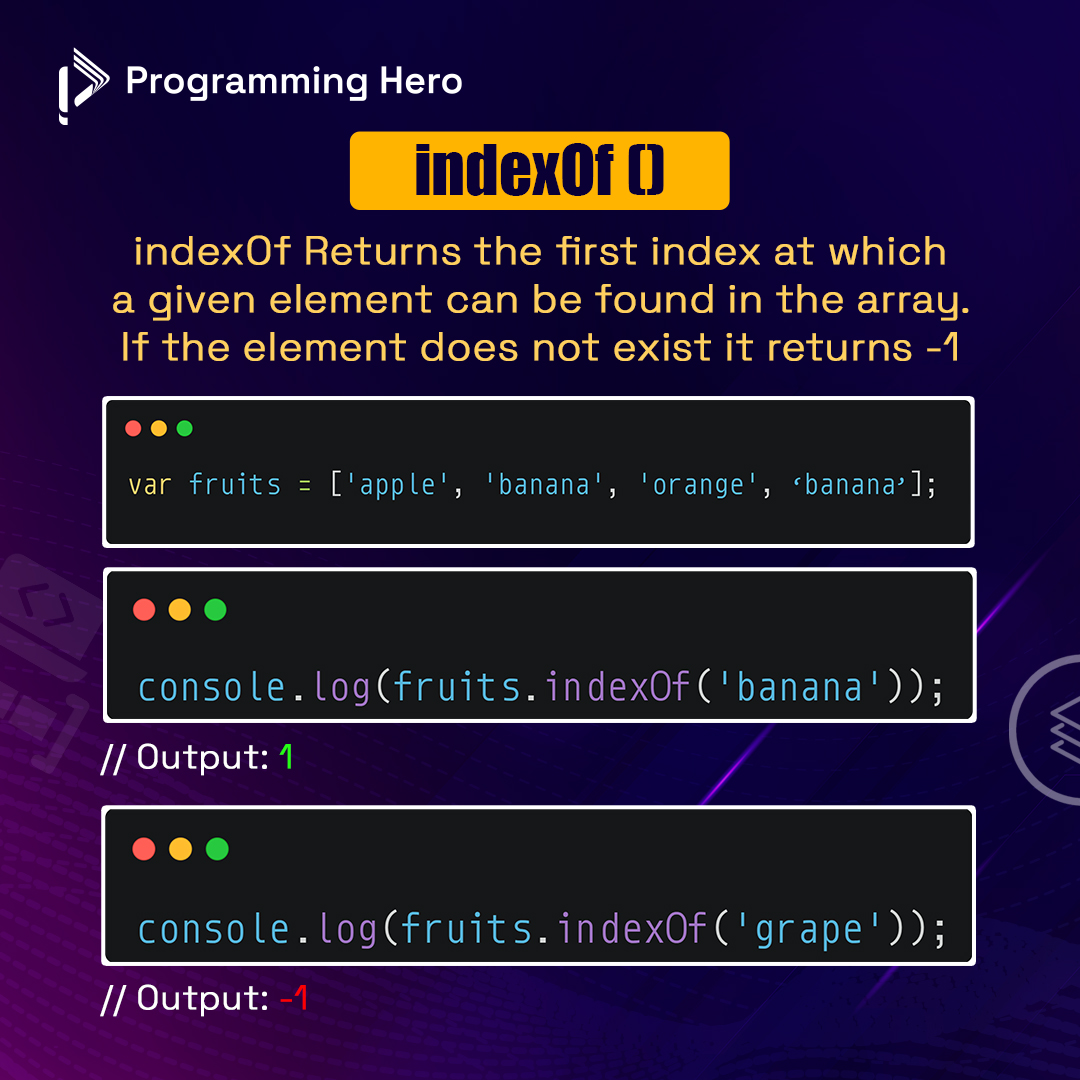 Programming Hero
indexOf ()
indexOf Returns the first index at which
a given element can be found in the array.
If the element does not exist it returns -1
var fruits = ['apple', 'banana', 'orange', ‘banana’];
console.log(fruits.indexOf('banana'));
// Output: 1
console.log(fruits.indexOf('grape'));
// Output: -1